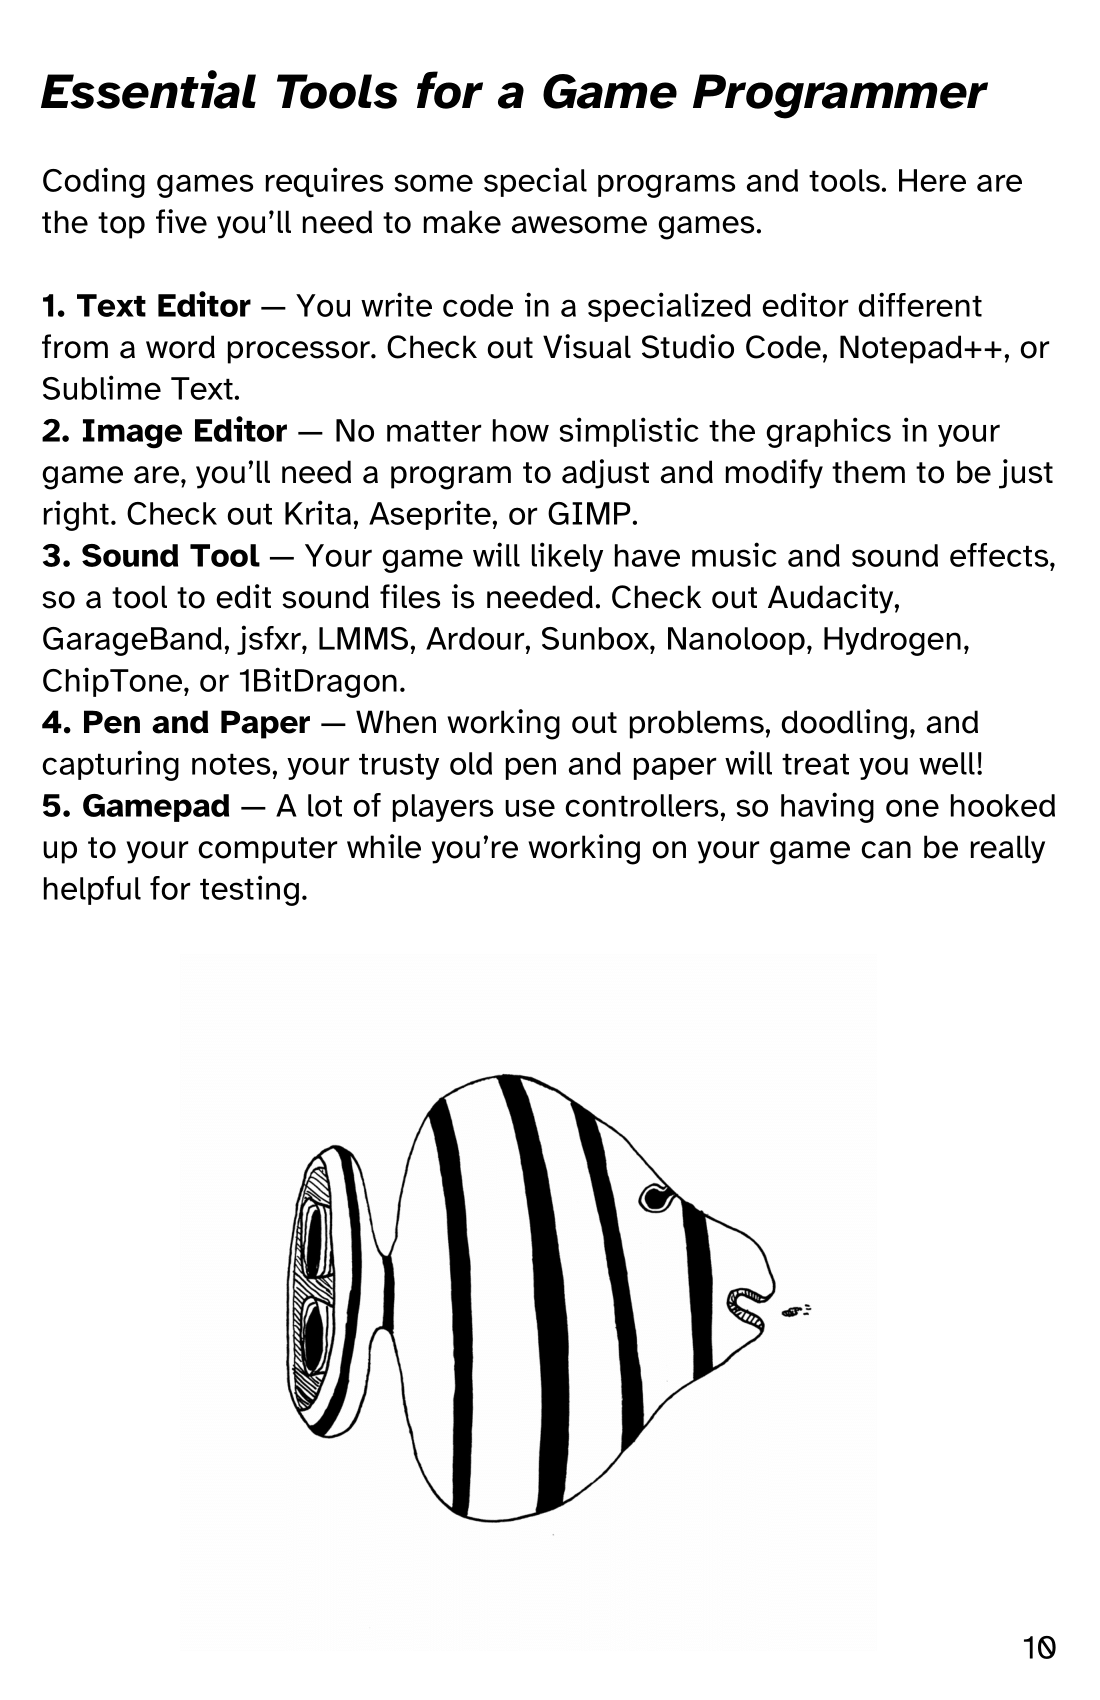 Essential Tools for a Game Programmer
Coding games requires some special programs and tools. Here are
the top five you’ll need to make awesome games.
1. Text Editor — You write code in a specialized editor different
from a word processor. Check out Visual Studio Code, Notepad++, or
Sublime Text.
2. Image Editor — No matter how simplistic the graphics in your
game are, you’ll need a program to adjust and modify them to be just
right. Check out Krita, Aseprite, or GIMP.
3. Sound Tool — Your game will likely have music and sound effects,
so a tool to edit sound files is needed. Check out Audacity,
GarageBand, jsfxr, LMMS, Ardour, Sunbox, Nanoloop, Hydrogen,
ChipTone, or 1BitDragon.
4. Pen and Paper — When working out problems, doodling, and
capturing notes, your trusty old pen and paper will treat you well!
5. Gamepad — A lot of players use controllers, so having one hooked
up to your computer while you’re working on your game can be really
helpful for testing.
10